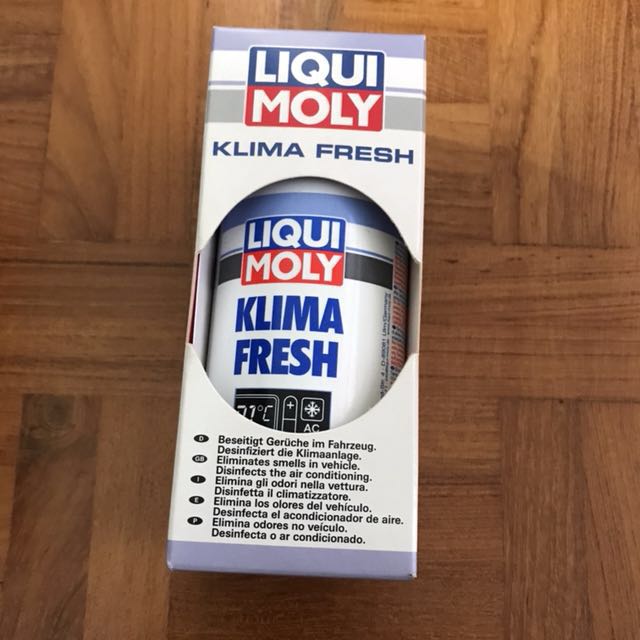 LIQUI
MOLY
KLIMA FRESH
LIQUI
MOLY
KLIMA
FRESH
71°C
+
AC
D Beseitigt Gerüche im Fahrzeug.
Desinfiziert die Klimaanlage.
GB Eliminates smells in vehicle.
Disinfects the air conditioning.
I Elimina gli odori nella vettura.
Disinfetta il climatizzatore.
E Elimina los olores del vehículo.
Desinfecta el acondicionador de aire.
P Elimina odores no veículo.
Desinfecta o ar condicionado.